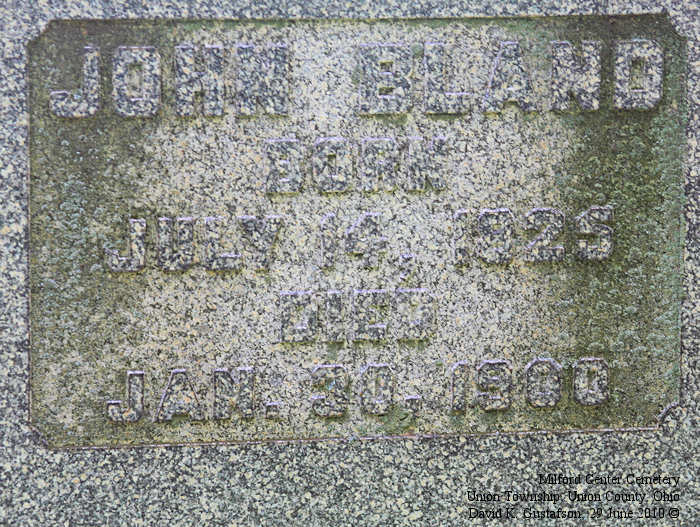 JOHN BLAND
BORN
JULY 14, 1825
DIED
JAN. 30. 1900
Milford Center Cemetery
Union Township, Union County, Ohio
David K. Gustafson, 29 June 2010 ©